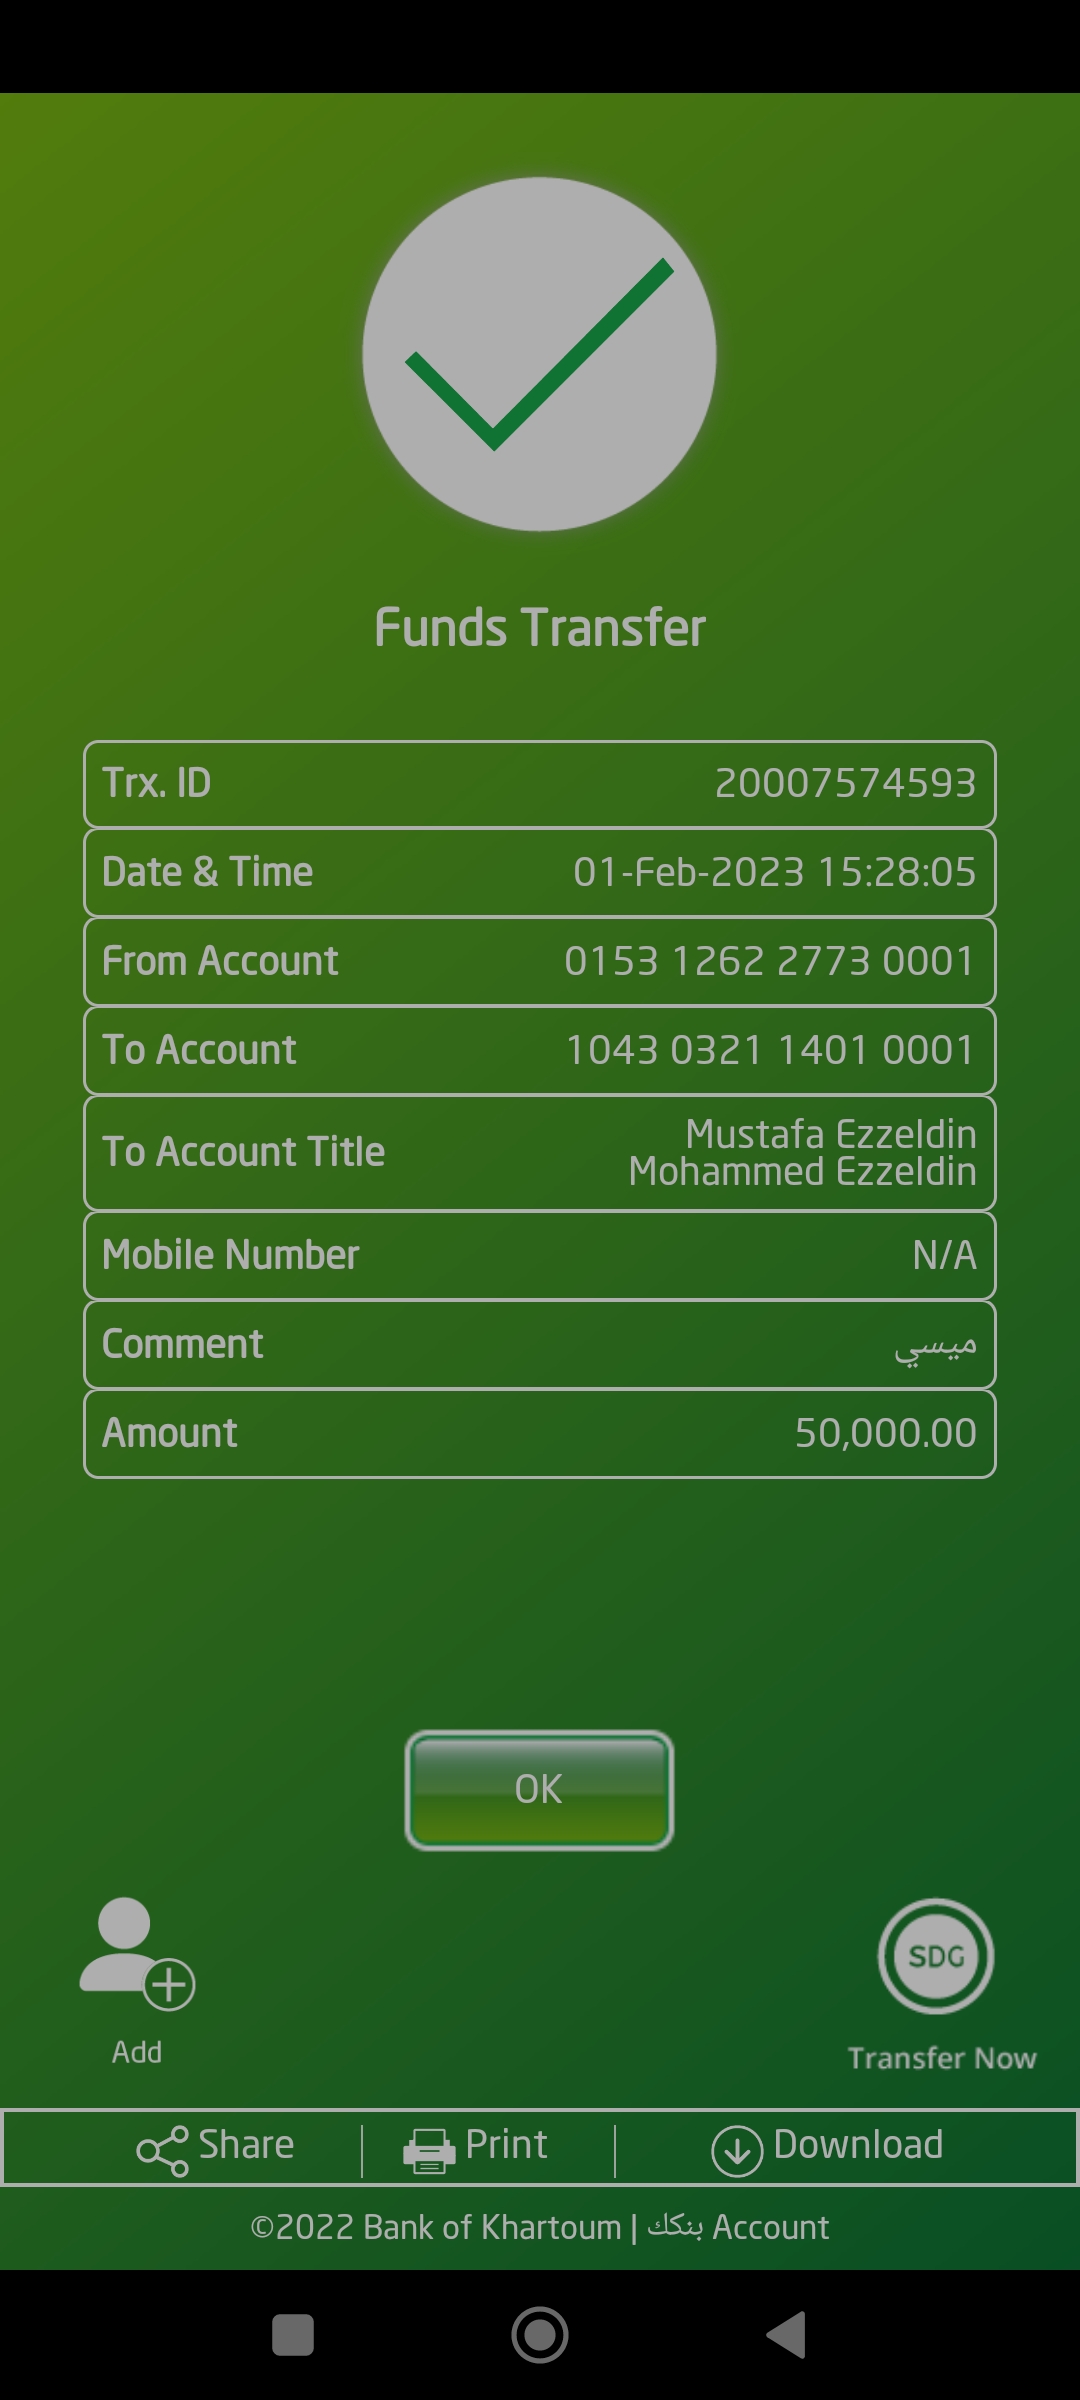 Funds Transfer
Trx. ID 20007574593
Date & Time 01-Feb-2023 15:28:05
From Account 0153 1262 2773 0001
To Account 1043 0321 1401 0001
To Account Title Mustafa Ezzeldin
Mohammed Ezzeldin
Mobile Number N/A
Comment ميسي
Amount 50,000.00
OK
SDG
Add Transfer Now
Share Print Download
©2022 Bank of Khartoum | بنكك Account